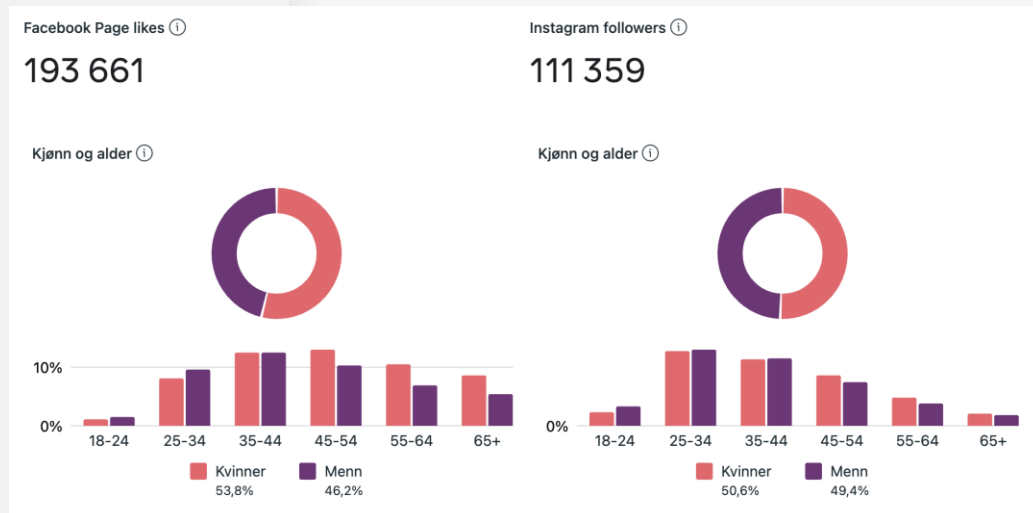 Facebook Page likes
193 661
Kjønn og alder
10%
0%
18-24 25-34 35-44 45-54 55-64 65+
Kvinner Menn
53,8% 46,2%
Instagram followers
111 359
Kjønn og alder
0%
18-24 25-34 35-44 45-54 55-64 65+
Kvinner Menn
50,6% 49,4%